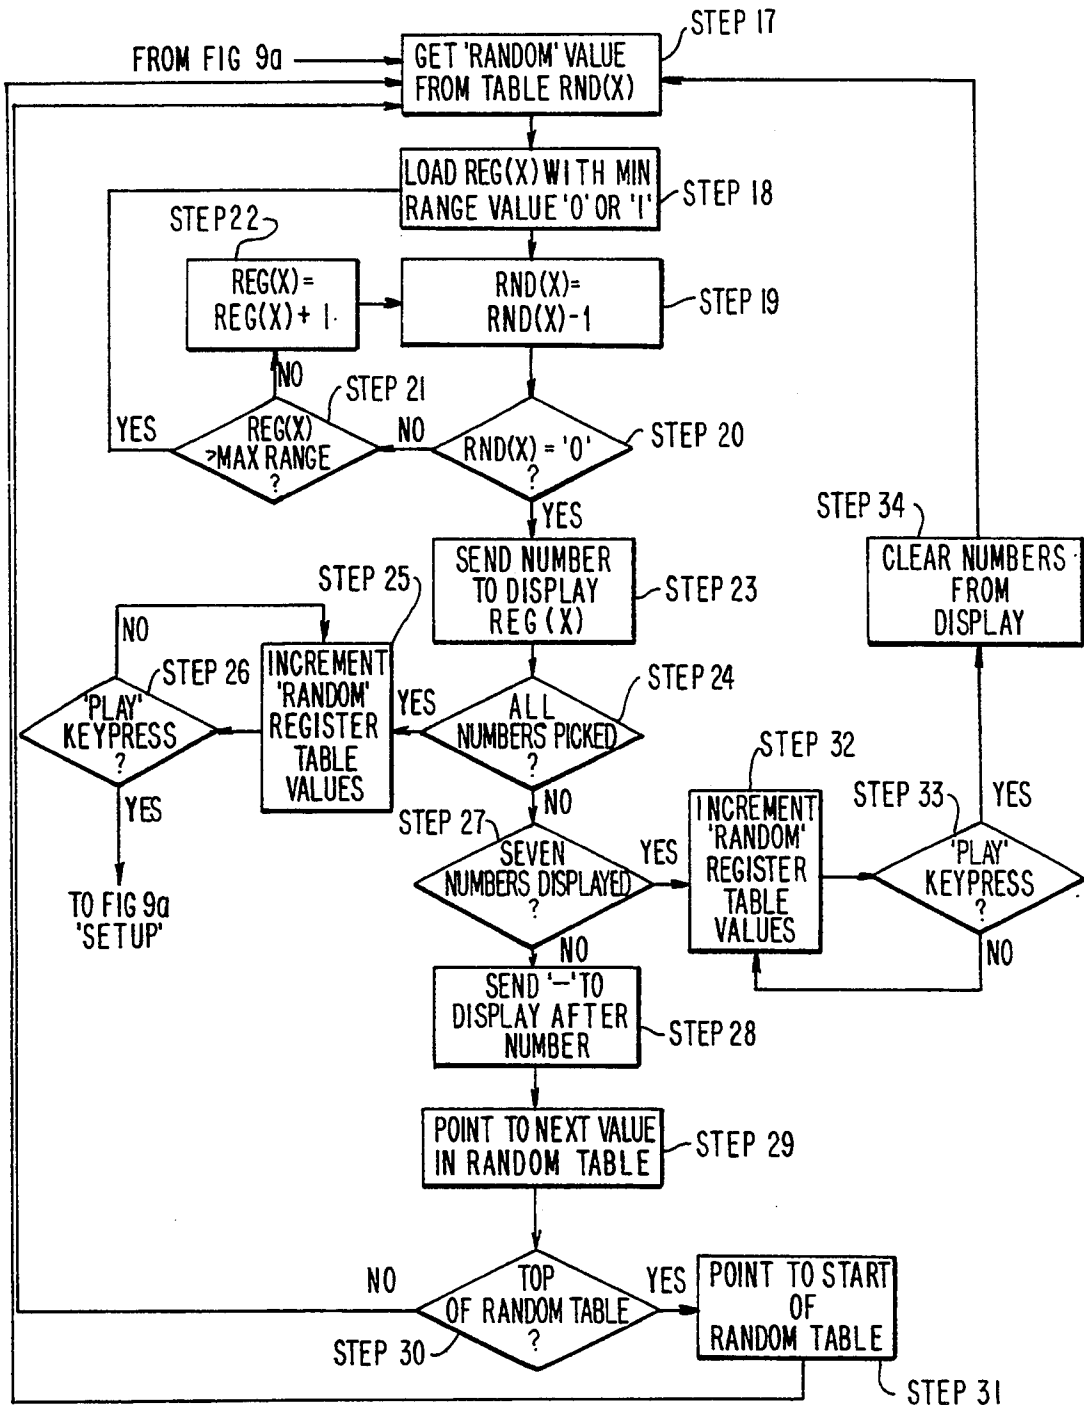 STEP 17
FROM FIG 9a
GET 'RANDOM' VALUE
FROM TABLE RND(X)
LOAD REG(X) WITH MIN
RANGE VALUE '0' OR '1'
STEP 18
STEP 22
REG(X)=
REG(X)+ 1
RND(X)=
RND(X)-1
STEP 19
NO
STEP 21
YES
REG(X)
>MAX RANGE
?
NO
RND(X) = '0'
?
STEP 20
YES
STEP 34
CLEAR NUMBERS
FROM
DISPLAY
SEND NUMBER
TO DISPLAY
REG (X)
STEP 23
STEP 25
NO
STEP 26
'PLAY'
KEYPRESS
?
INCREMENT
'RANDOM'
REGISTER
TABLE
VALUES
YES
STEP 24
ALL
NUMBERS PICKED
?
YES
NO
TO FIG 9a
'SETUP'
STEP 27
SEVEN
NUMBERS DISPLAYED
?
YES
STEP 32
INCREMENT
'RANDOM'
REGISTER
TABLE
VALUES
STEP 33
YES
'PLAY'
KEYPRESS
?
NO
NO
SEND '–' TO
DISPLAY AFTER
NUMBER
STEP 28
POINT TO NEXT VALUE
IN RANDOM TABLE
STEP 29
NO
TOP
OF RANDOM TABLE
?
YES
STEP 30
POINT TO START
OF
RANDOM TABLE
STEP 31